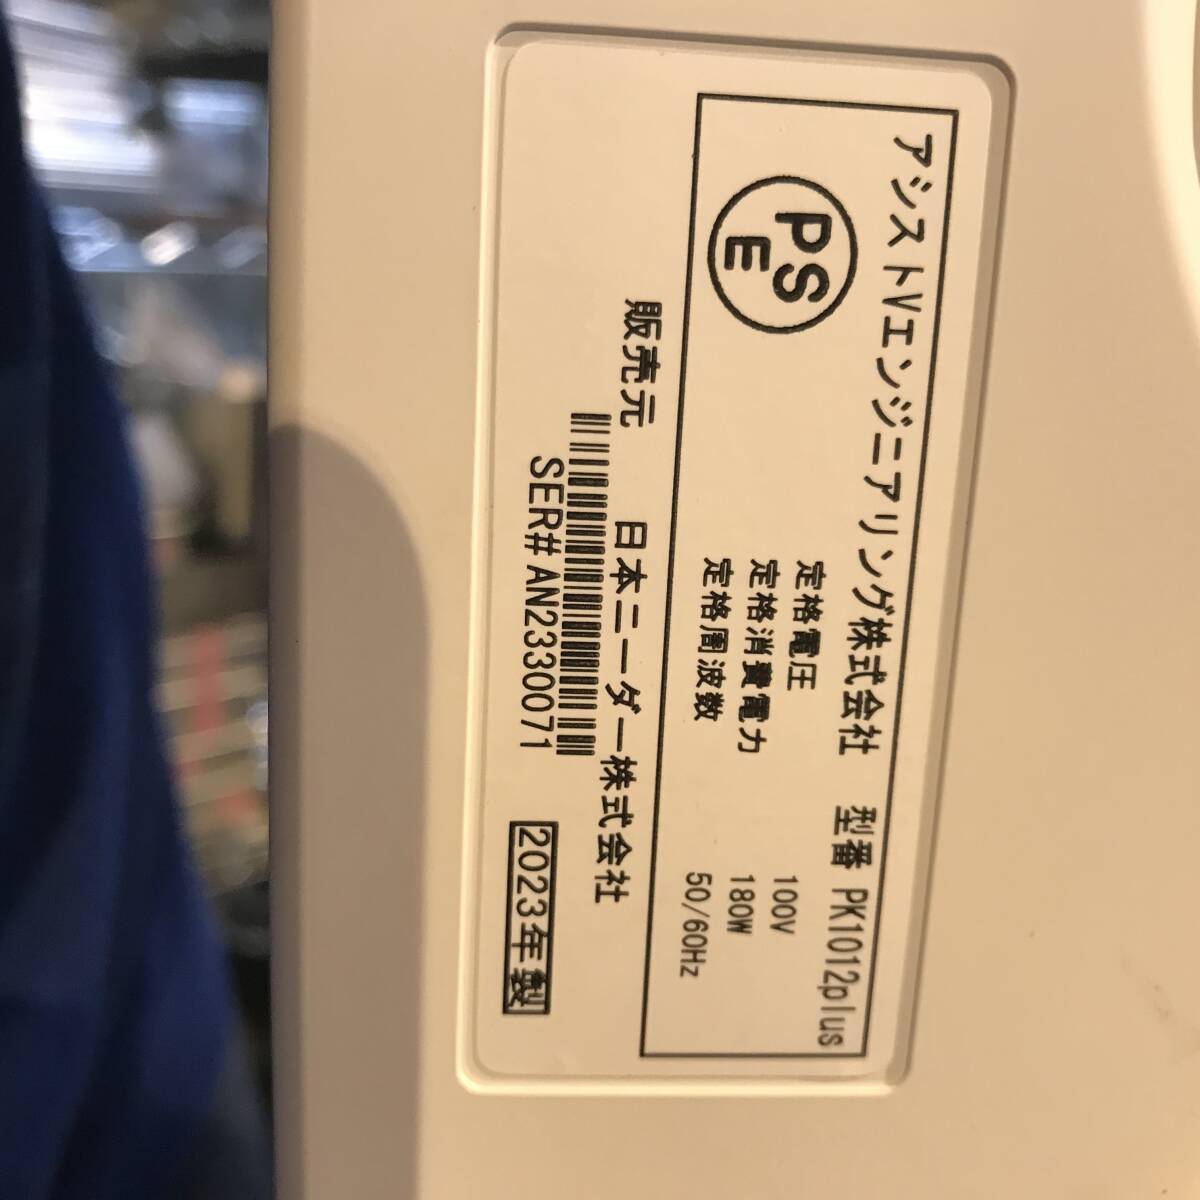 アシストVエンジニアリング株式会社 型番 PK1012plus
PSE
定格電圧 100V
定格消費電力 180W
定格周波数 50/60Hz
販売元 日本ニーダー株式会社
SER# AN2330071 2023年製